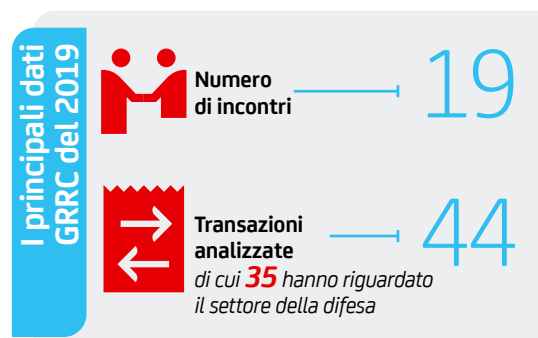 I principali dati
GRRC del 2019
Numero
di incontri
19
Transazioni
analizzate
44
di cui 35 hanno riguardato
il settore della difesa